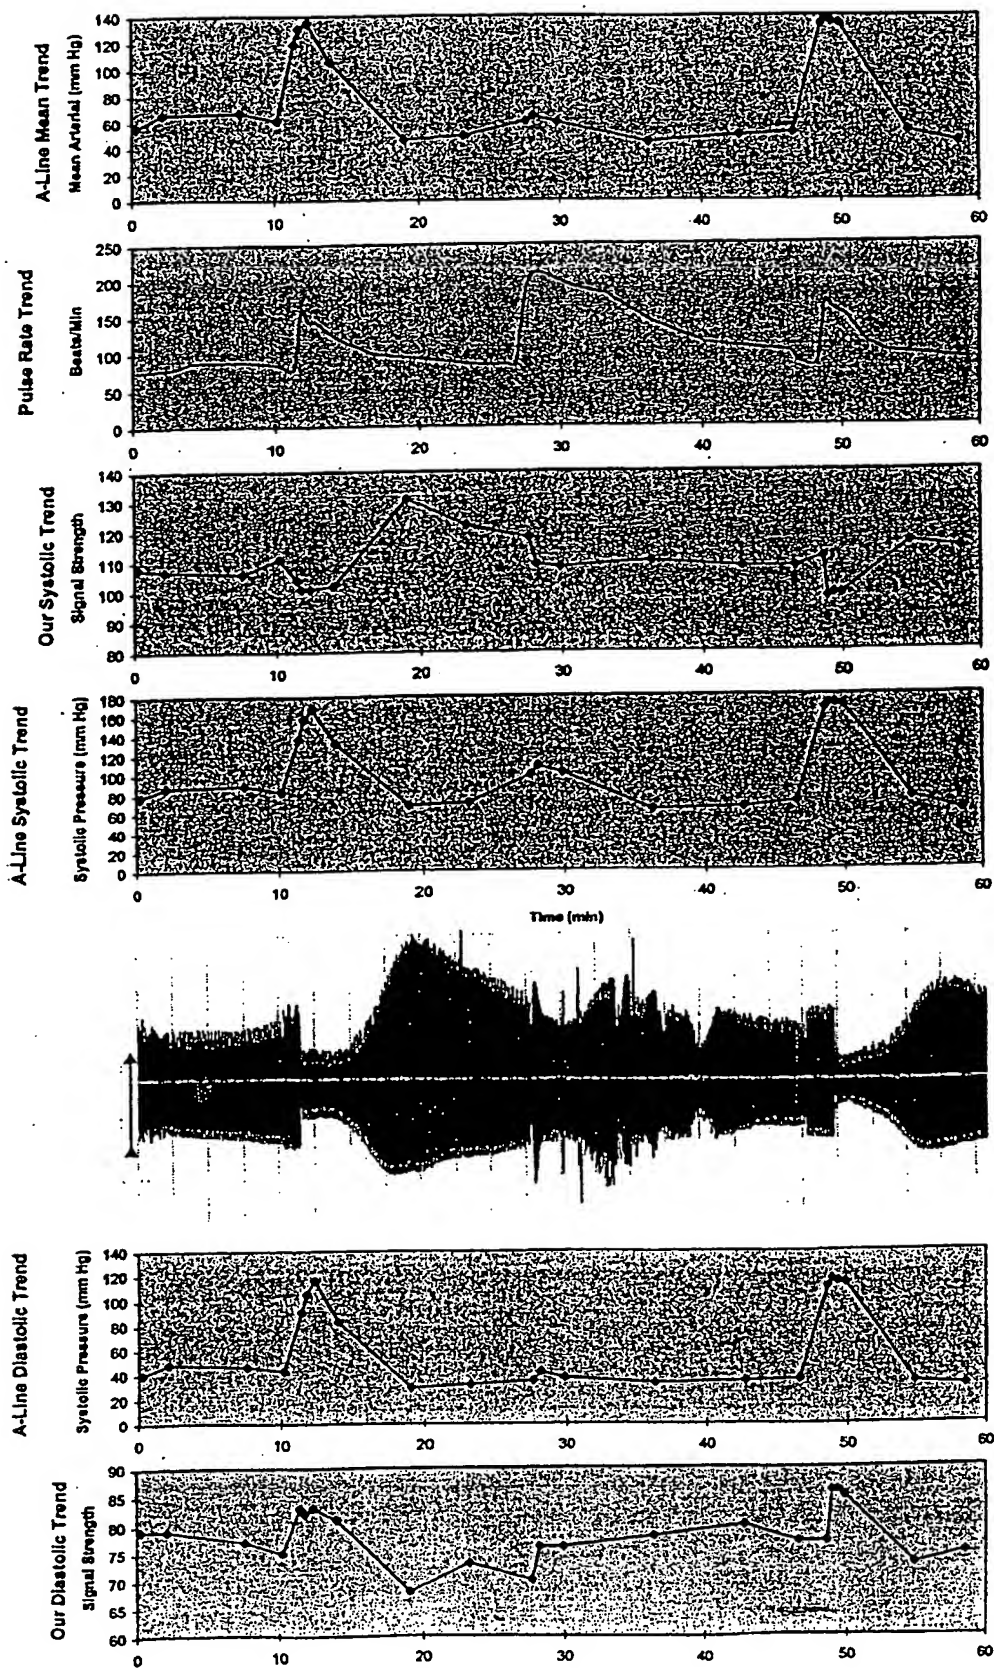 A-Line Mean Trend
Mean Arterial (mm Hg)
140
120
100
80
60
40
20
0
0 10 20 30 40 50 60
Pulse Rate Trend
Beats/Min
250
200
150
100
50
0
0 10 20 30 40 50 60
Our Systolic Trend
Signal Strength
140
130
120
110
100
90
80
0 10 20 30 40 50 60
A-Line Systolic Trend
Systolic Pressure (mm Hg)
180
160
140
120
100
80
60
40
20
0
0 10 20 30 40 50 60
Time (min)
A-Line Diastolic Trend
Systolic Pressure (mm Hg)
140
120
100
80
60
40
20
0
0 10 20 30 40 50 60
Our Diastolic Trend
Signal Strength
90
85
80
75
70
65
60
0 10 20 30 40 50 60